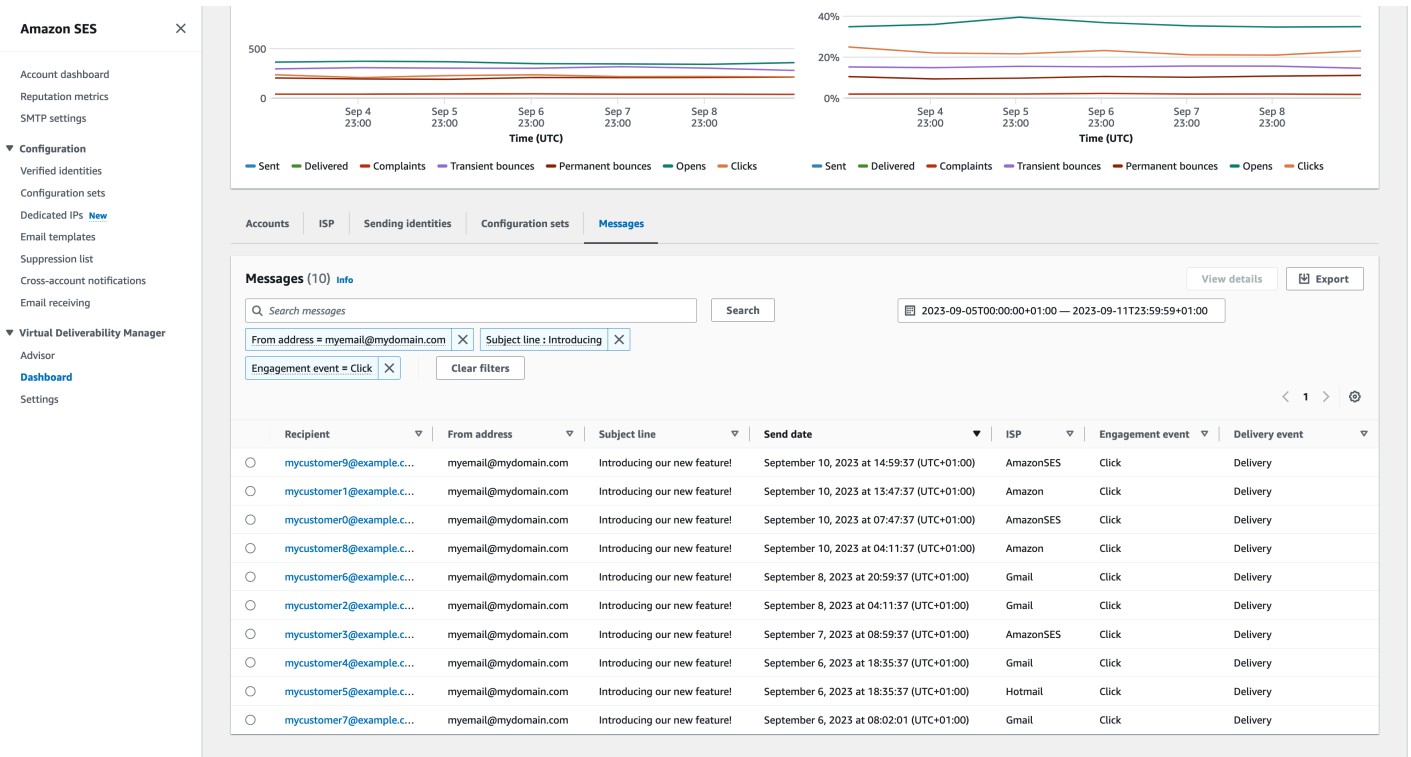 Amazon SES
Account dashboard
Reputation metrics
SMTP settings
Configuration
Verified identities
Configuration sets
Dedicated IPs New
Email templates
Suppression list
Cross-account notifications
Email receiving
Virtual Deliverability Manager
Advisor
Dashboard
Settings
500
0
Sep 4 Sep 5 Sep 6 Sep 7 Sep 8
23:00 23:00 23:00 23:00 23:00
Time (UTC)
Sent Delivered Complaints Transient bounces Permanent bounces Opens Clicks
40%
20%
0%
Sep 4 Sep 5 Sep 6 Sep 7 Sep 8
23:00 23:00 23:00 23:00 23:00
Time (UTC)
Sent Delivered Complaints Transient bounces Permanent bounces Opens Clicks
Accounts ISP Sending identities Configuration sets Messages
Messages (10) Info View details Export
Search messages Search 2023-09-05T00:00:00+01:00 — 2023-09-11T23:59:59+01:00
From address = myemail@mydomain.com Subject line : Introducing
Engagement event = Click Clear filters
1
Recipient From address Subject line Send date ISP Engagement event Delivery event
mycustomer9@example.c... myemail@mydomain.com Introducing our new feature! September 10, 2023 at 14:59:37 (UTC+01:00) AmazonSES Click Delivery
mycustomer1@example.c... myemail@mydomain.com Introducing our new feature! September 10, 2023 at 13:47:37 (UTC+01:00) Amazon Click Delivery
mycustomer0@example.c... myemail@mydomain.com Introducing our new feature! September 10, 2023 at 07:47:37 (UTC+01:00) AmazonSES Click Delivery
mycustomer8@example.c... myemail@mydomain.com Introducing our new feature! September 10, 2023 at 04:11:37 (UTC+01:00) Amazon Click Delivery
mycustomer6@example.c... myemail@mydomain.com Introducing our new feature! September 8, 2023 at 20:59:37 (UTC+01:00) Gmail Click Delivery
mycustomer2@example.c... myemail@mydomain.com Introducing our new feature! September 8, 2023 at 04:11:37 (UTC+01:00) Gmail Click Delivery
mycustomer3@example.c... myemail@mydomain.com Introducing our new feature! September 7, 2023 at 08:59:37 (UTC+01:00) AmazonSES Click Delivery
mycustomer4@example.c... myemail@mydomain.com Introducing our new feature! September 6, 2023 at 18:35:37 (UTC+01:00) Gmail Click Delivery
mycustomer5@example.c... myemail@mydomain.com Introducing our new feature! September 6, 2023 at 18:35:37 (UTC+01:00) Hotmail Click Delivery
mycustomer7@example.c... myemail@mydomain.com Introducing our new feature! September 6, 2023 at 08:02:01 (UTC+01:00) Gmail Click Delivery